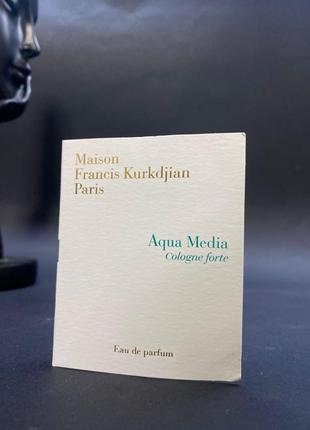 Maison
Francis Kurkdjian
Paris
Aqua Media
Cologne forte
Eau de parfum